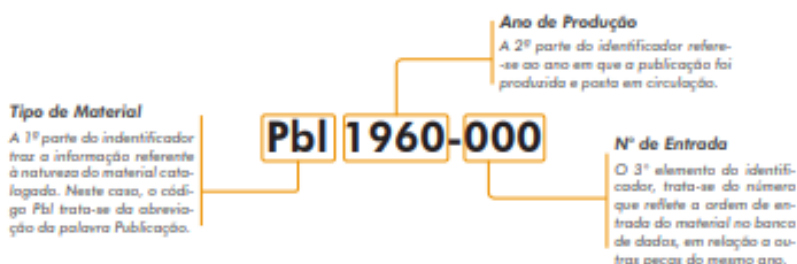 Ano de Produção
A 2ª parte do identificador refere-
-se ao ano em que a publicação foi
produzida e posta em circulação.
Tipo de Material
A 1ª parte do indentificador
traz a informação referente
à natureza do material cata-
logado. Neste caso, o códi-
go Pbl trata-se da abrevia-
ção da palavra Publicação.
Pbl 1960-000
Nº de Entrada
O 3º elemento do identifi-
cador, trata-se do número
que reflete a ordem de en-
trada do material no banco
de dados, em relação a ou-
tras peças do mesmo ano.